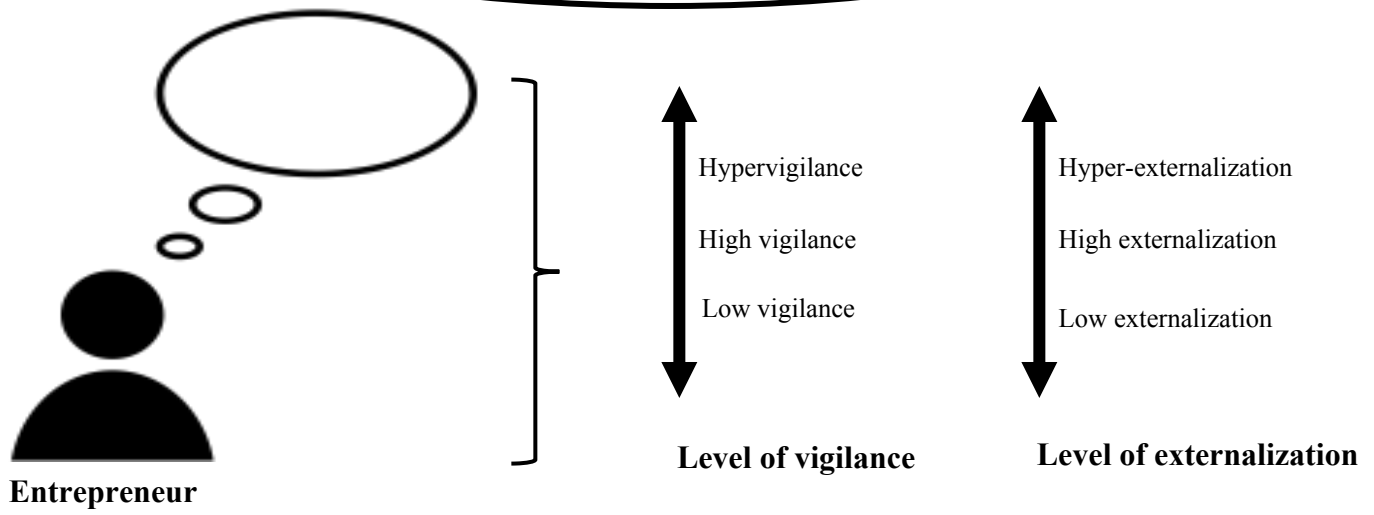 Hypervigilance
High vigilance
Low vigilance
Level of vigilance
Hyper-externalization
High externalization
Low externalization
Level of externalization
Entrepreneur